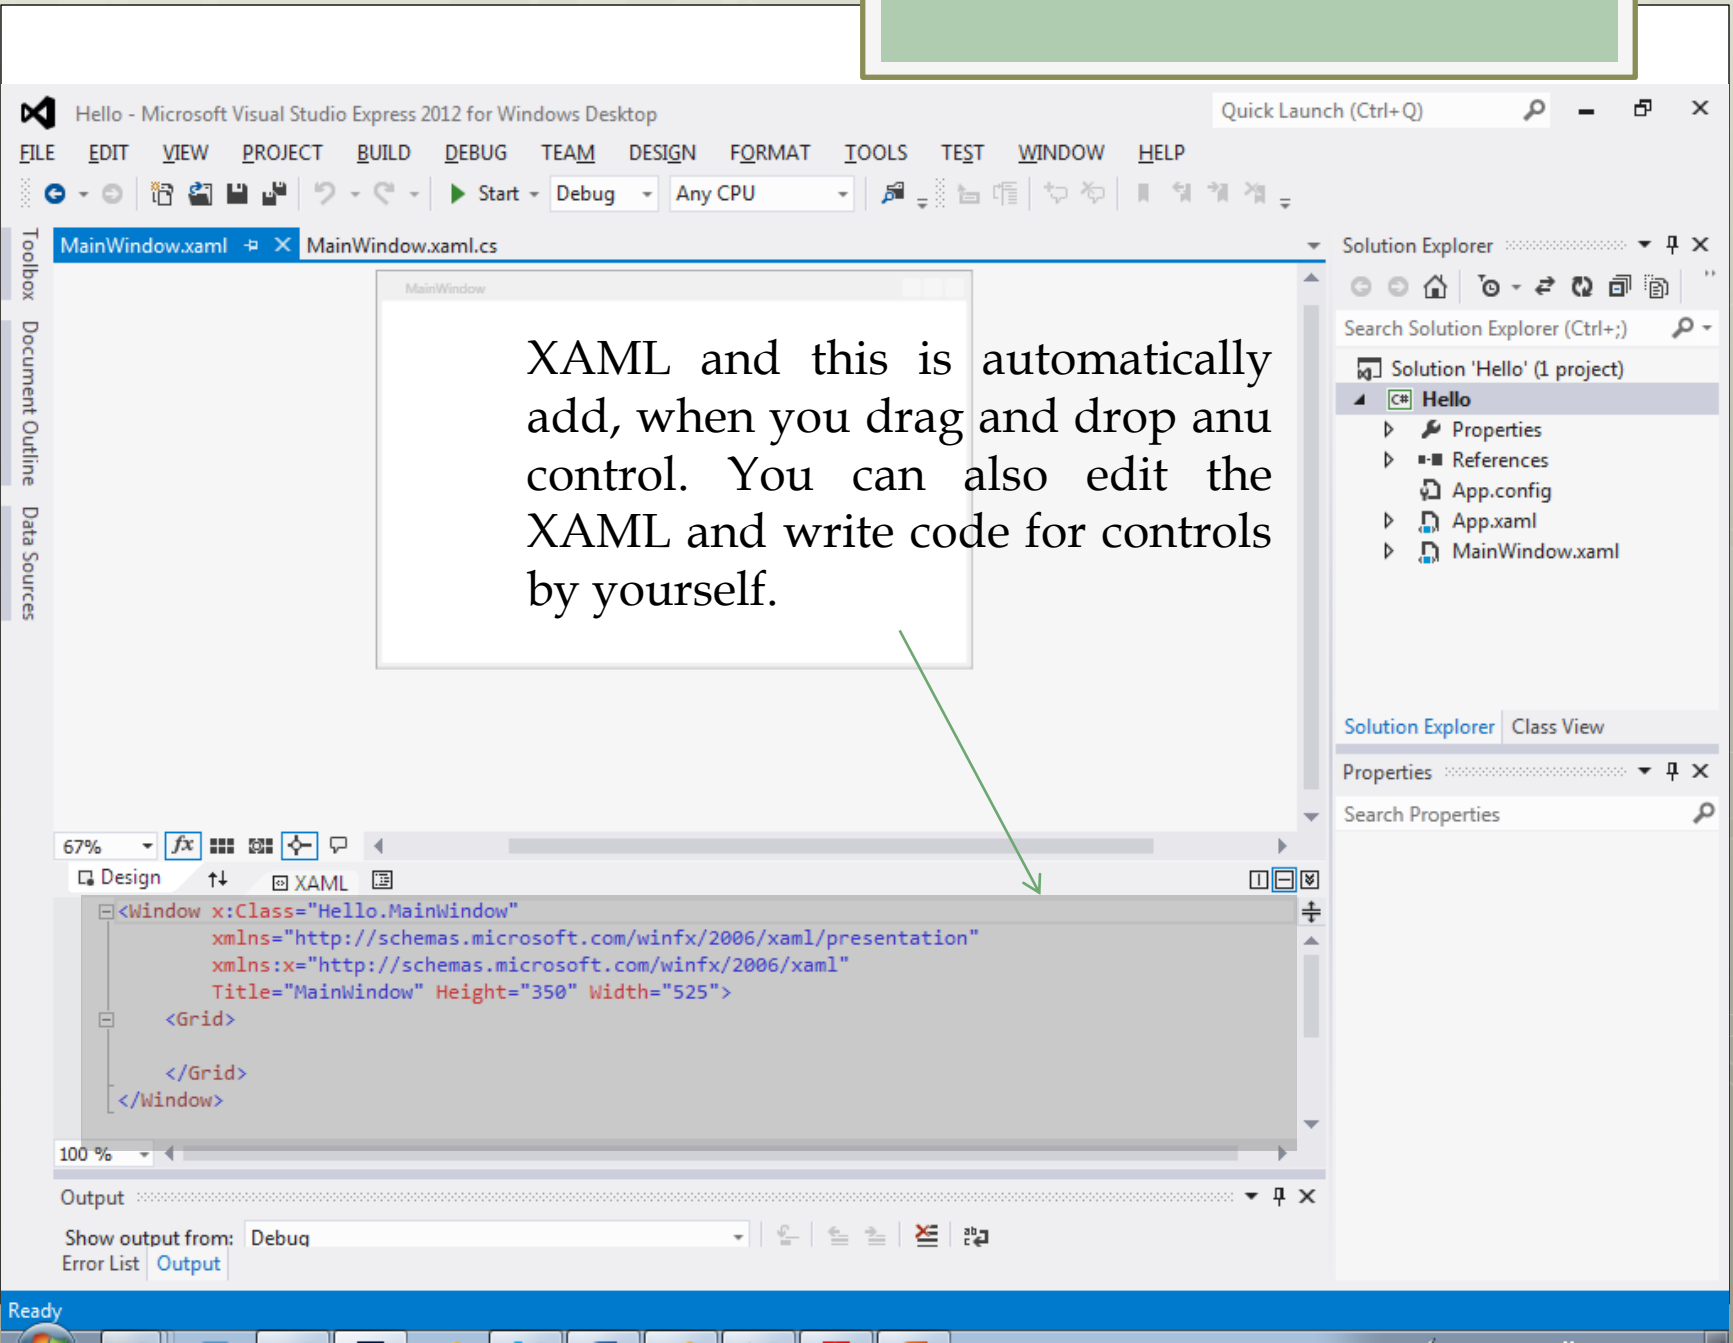 Hello - Microsoft Visual Studio Express 2012 for Windows Desktop
Quick Launch (Ctrl+Q)
FILE EDIT VIEW PROJECT BUILD DEBUG TEAM DESIGN FORMAT TOOLS TEST WINDOW HELP
Start Debug Any CPU
Toolbox
Document Outline
Data Sources
MainWindow.xaml MainWindow.xaml.cs
MainWindow
XAML and this is automatically
add, when you drag and drop anu
control. You can also edit the
XAML and write code for controls
by yourself.
67%
fx
Design XAML
<Window x:Class="Hello.MainWindow"
xmlns="http://schemas.microsoft.com/winfx/2006/xaml/presentation"
xmlns:x="http://schemas.microsoft.com/winfx/2006/xaml"
Title="MainWindow" Height="350" Width="525">
<Grid>
</Grid>
</Window>
100 %
Output
Show output from: Debug
Error List Output
Solution Explorer
Search Solution Explorer (Ctrl+;)
Solution 'Hello' (1 project)
C# Hello
Properties
References
App.config
App.xaml
MainWindow.xaml
Solution Explorer Class View
Properties
Search Properties
Ready